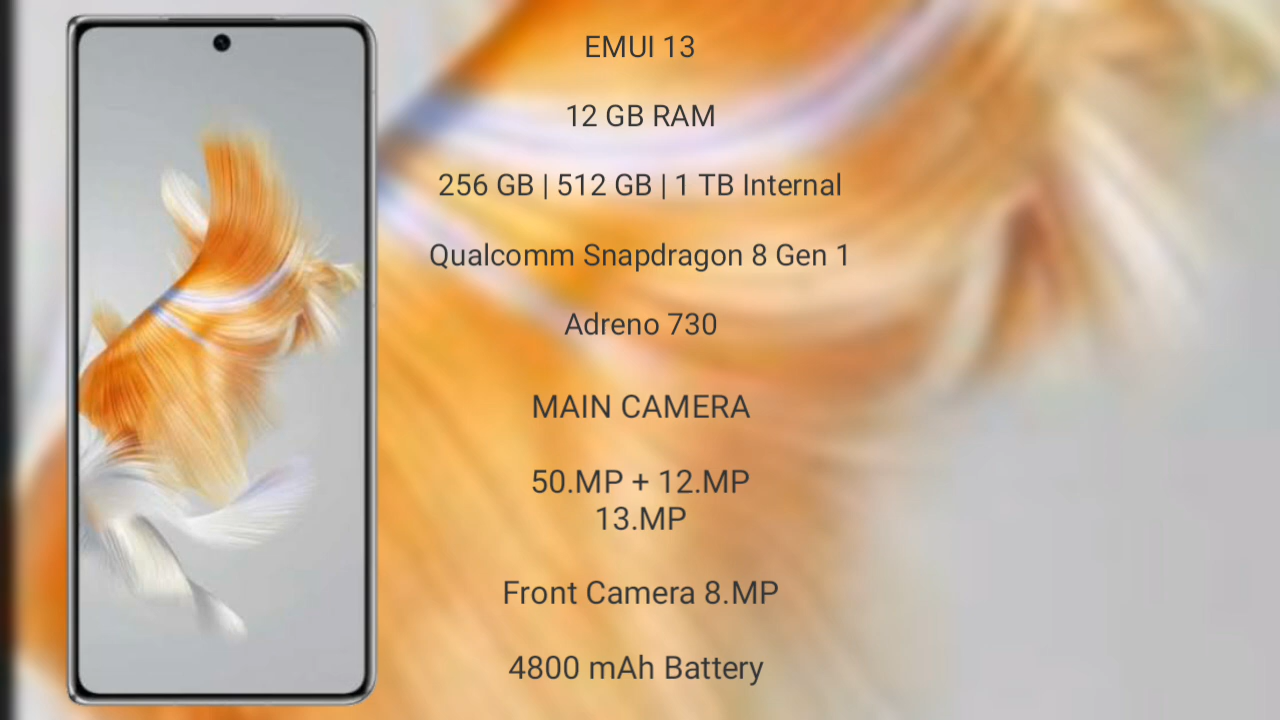 EMUI 13
12 GB RAM
256 GB | 512 GB | 1 TB Internal
Qualcomm Snapdragon 8 Gen 1
Adreno 730
MAIN CAMERA
50.MP + 12.MP
13.MP
Front Camera 8.MP
4800 mAh Battery